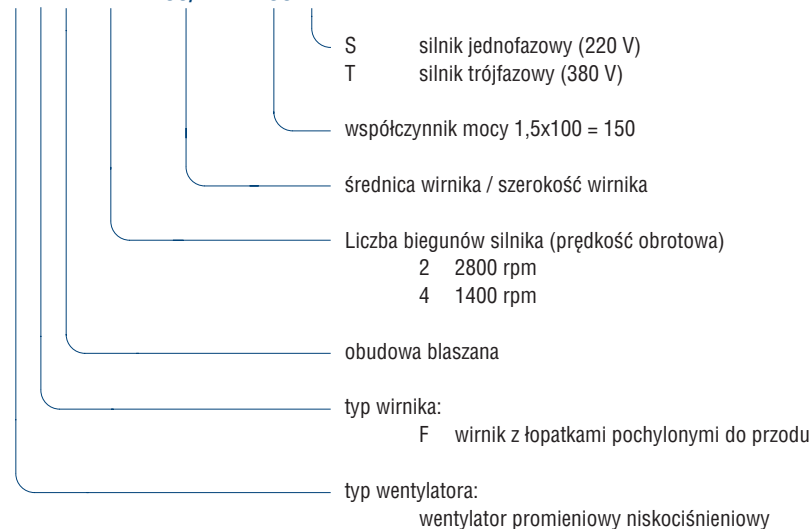 S silnik jednofazowy (220 V)
T silnik trójfazowy (380 V)
współczynnik mocy 1,5x100 = 150
średnica wirnika / szerokość wirnika
Liczba biegunów silnika (prędkość obrotowa)
2 2800 rpm
4 1400 rpm
obudowa blaszana
typ wirnika:
F wirnik z łopatkami pochylonymi do przodu
typ wentylatora:
wentylator promieniowy niskociśnieniowy